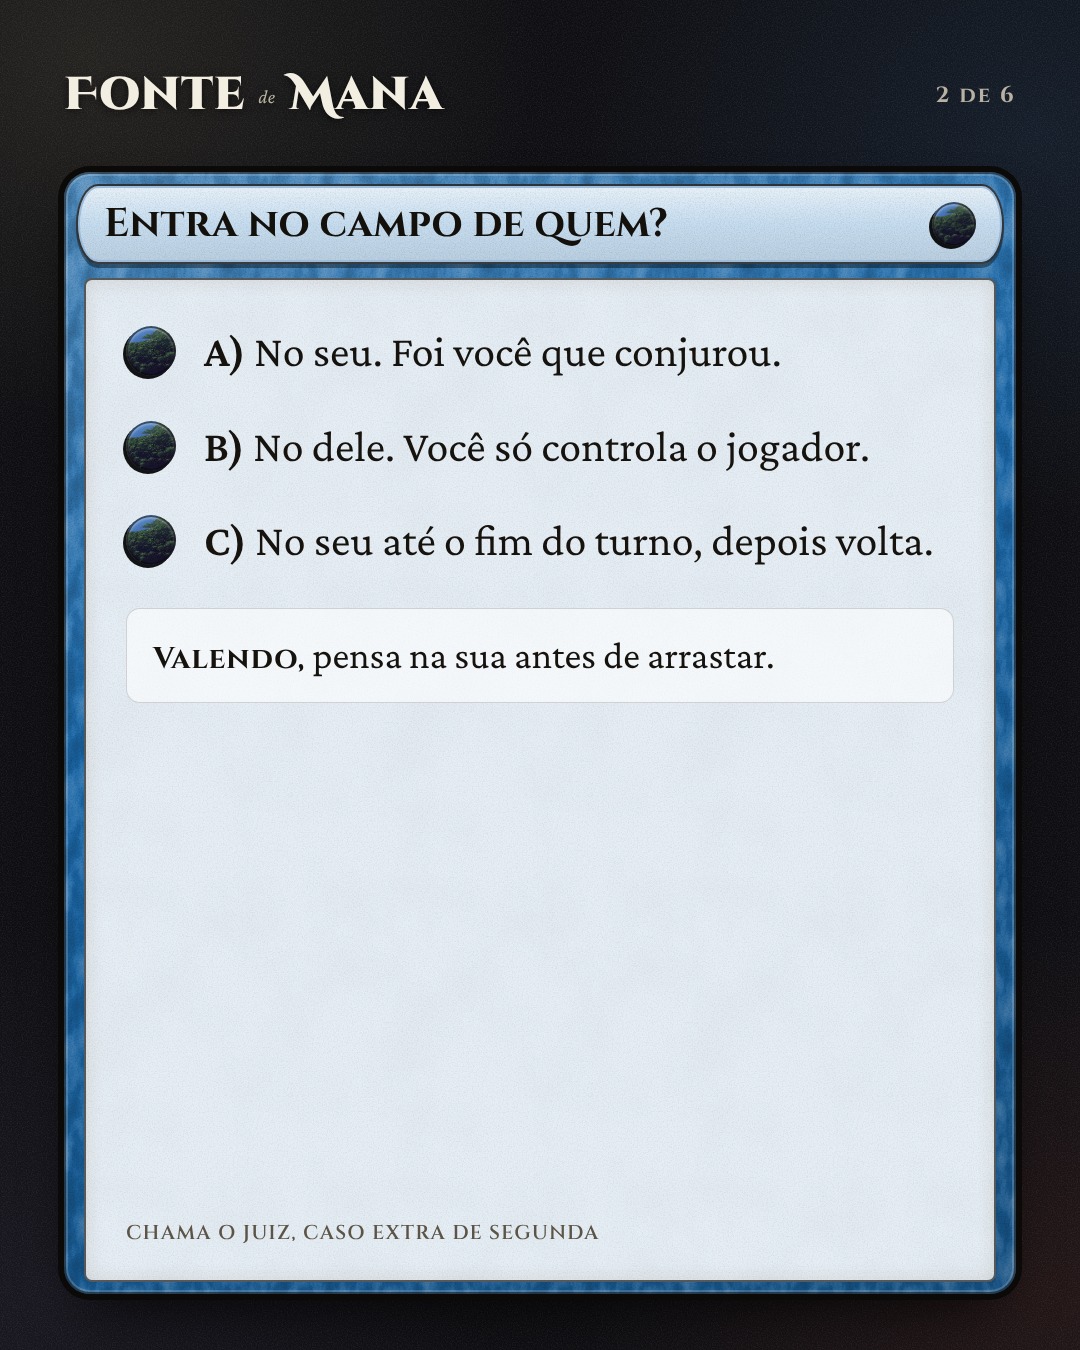 Fonte de Mana
2 de 6
Entra no campo de quem?
A) No seu. Foi você que conjurou.
B) No dele. Você só controla o jogador.
C) No seu até o fim do turno, depois volta.
Valendo, pensa na sua antes de arrastar.
Chama o juiz, caso extra de segunda